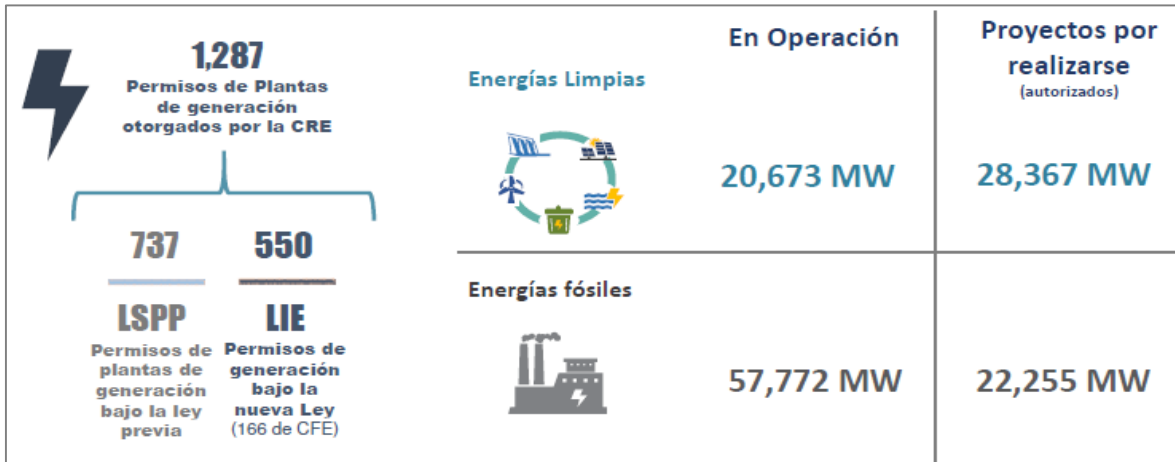 1,287
Permisos de Plantas
de generación
otorgados por la CRE
737
LSPP
Permisos de
plantas de
generación
bajo la ley
previa
550
LIE
Permisos de
generación
bajo la
nueva Ley
(166 de CFE)
En Operación
Proyectos por
realizarse
(autorizados)
Energías Limpias
20,673 MW
28,367 MW
Energías fósiles
57,772 MW
22,255 MW